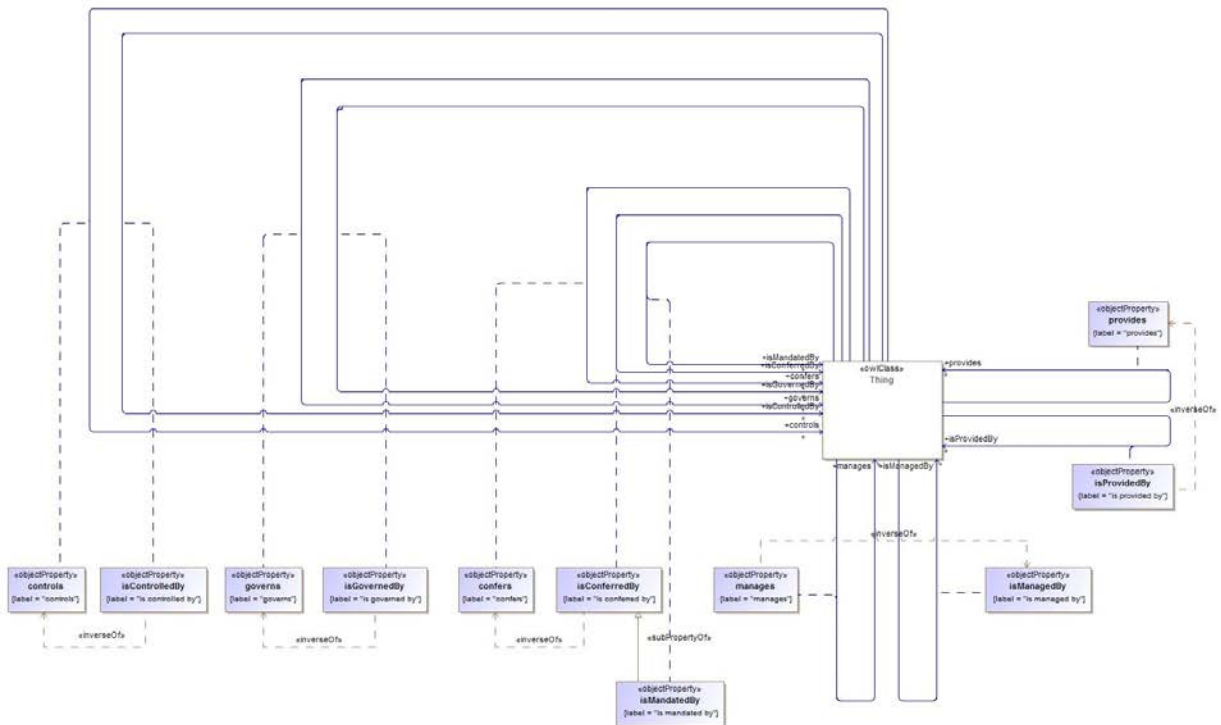 «objectProperty»
provides
{label = "provides"}
+isMandatedBy
+isConferredBy
+confers
+isGovernedBy
+governs
+isControlledBy
*
+controls
*
«owlClass»
Thing
+provides
*
+isProvidedBy
*
+manages
+isManagedBy
*
«inverseOf»
«objectProperty»
isProvidedBy
{label = "is provided by"}
«inverseOf»
«objectProperty»
controls
{label = "controls"}
«objectProperty»
isControlledBy
{label = "is controlled by"}
«objectProperty»
governs
{label = "governs"}
«objectProperty»
isGovernedBy
{label = "is governed by"}
«objectProperty»
confers
{label = "confers"}
«objectProperty»
isConferredBy
{label = "is conferred by"}
«objectProperty»
manages
{label = "manages"}
«objectProperty»
isManagedBy
{label = "is managed by"}
«inverseOf»
«inverseOf»
«inverseOf»
«subPropertyOf»
«objectProperty»
isMandatedBy
{label = "is mandated by"}